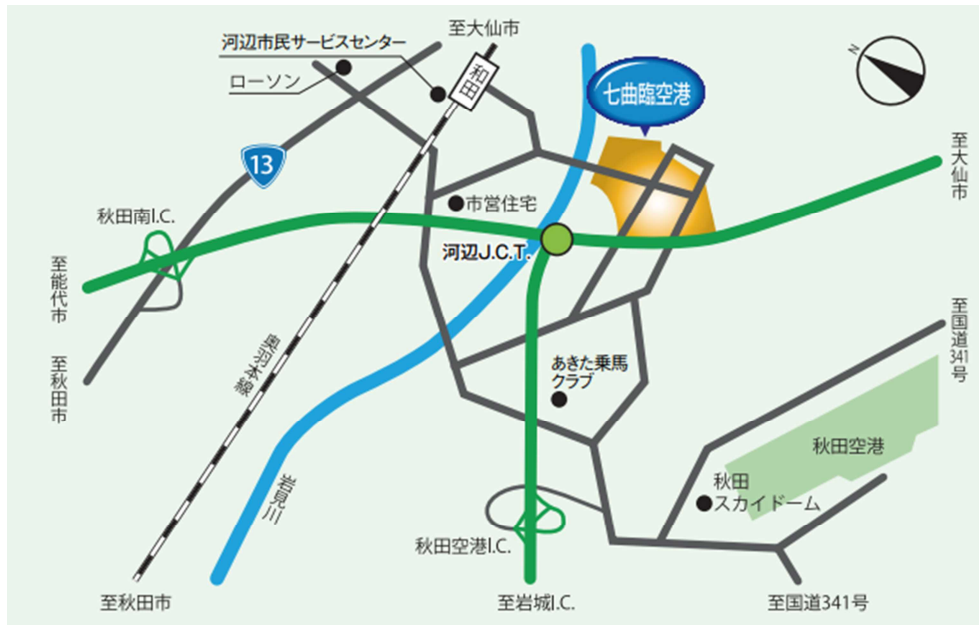 至大仙市
河辺市民サービスセンター
ローソン
和田
七曲臨空港
N
13
至大仙市
秋田南I.C.
市営住宅
河辺J.C.T.
至能代市
至秋田市
奥羽本線
至国道341号
あきた乗馬
クラブ
秋田空港
秋田
スカイドーム
岩見川
秋田空港I.C.
至秋田市
至岩城I.C.
至国道341号